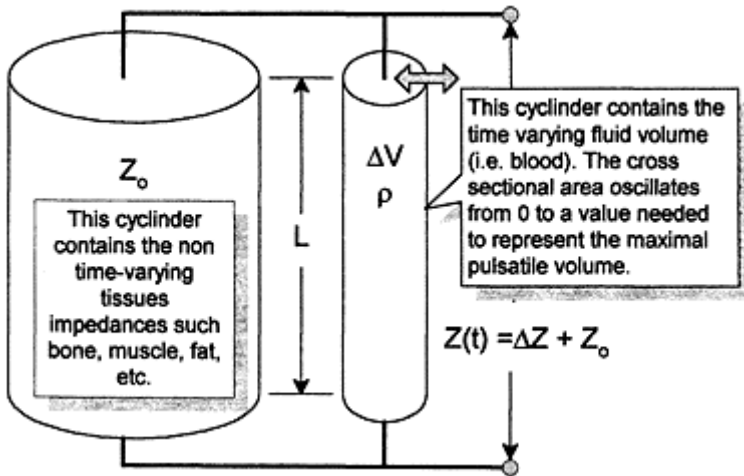 Z₀
This cyclinder
contains the non
time-varying
tissues
impedances such
bone, muscle, fat,
etc.
L
ΔV
ρ
This cyclinder contains the
time varying fluid volume
(i.e. blood). The cross
sectional area oscillates
from 0 to a value needed
to represent the maximal
pulsatile volume.
Z(t) =ΔZ + Z₀